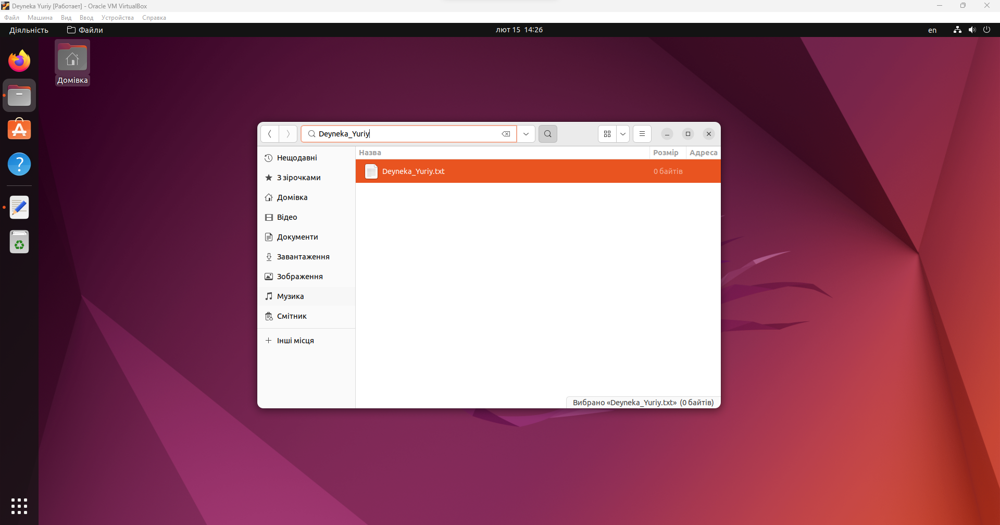 Deyneka Yuriy [Работает] - Oracle VM VirtualBox
Файл Машина Вид Ввод Устройства Справка
Діяльність Файли лют 15 14:26 en
Домівка
Deyneka_Yuriy
Назва Розмір Адреса
Deyneka_Yuriy.txt 0 байтів
Нещодавні
З зірочками
Домівка
Відео
Документи
Завантаження
Зображення
Музика
Смітник
Інші місця
Вибрано «Deyneka_Yuriy.txt» (0 байтів)